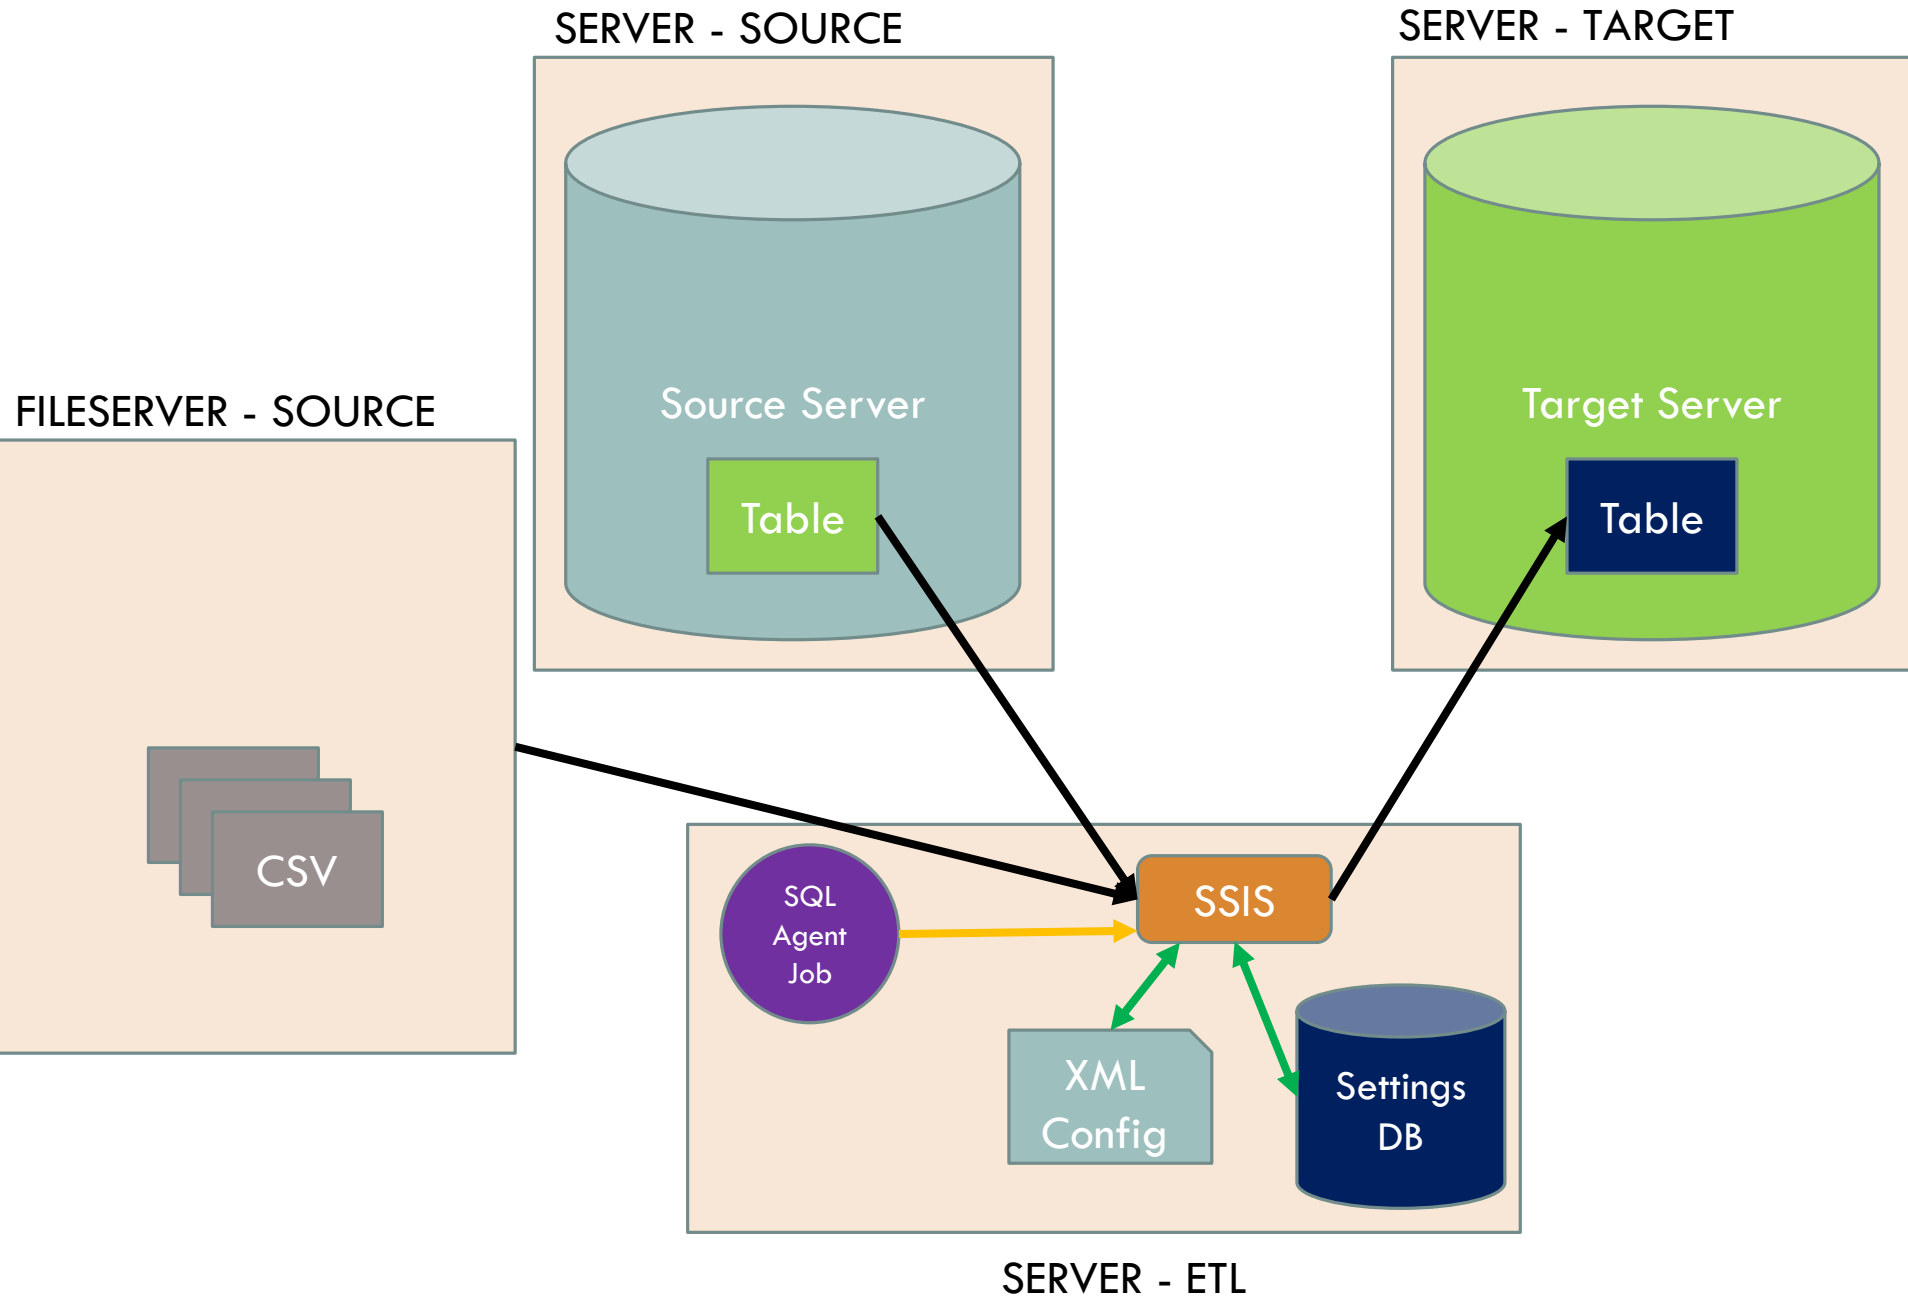 SERVER - SOURCE
SERVER - TARGET
Source Server
Table
Target Server
Table
FILESERVER - SOURCE
CSV
SQL
Agent
Job
SSIS
XML
Config
Settings
DB
SERVER - ETL